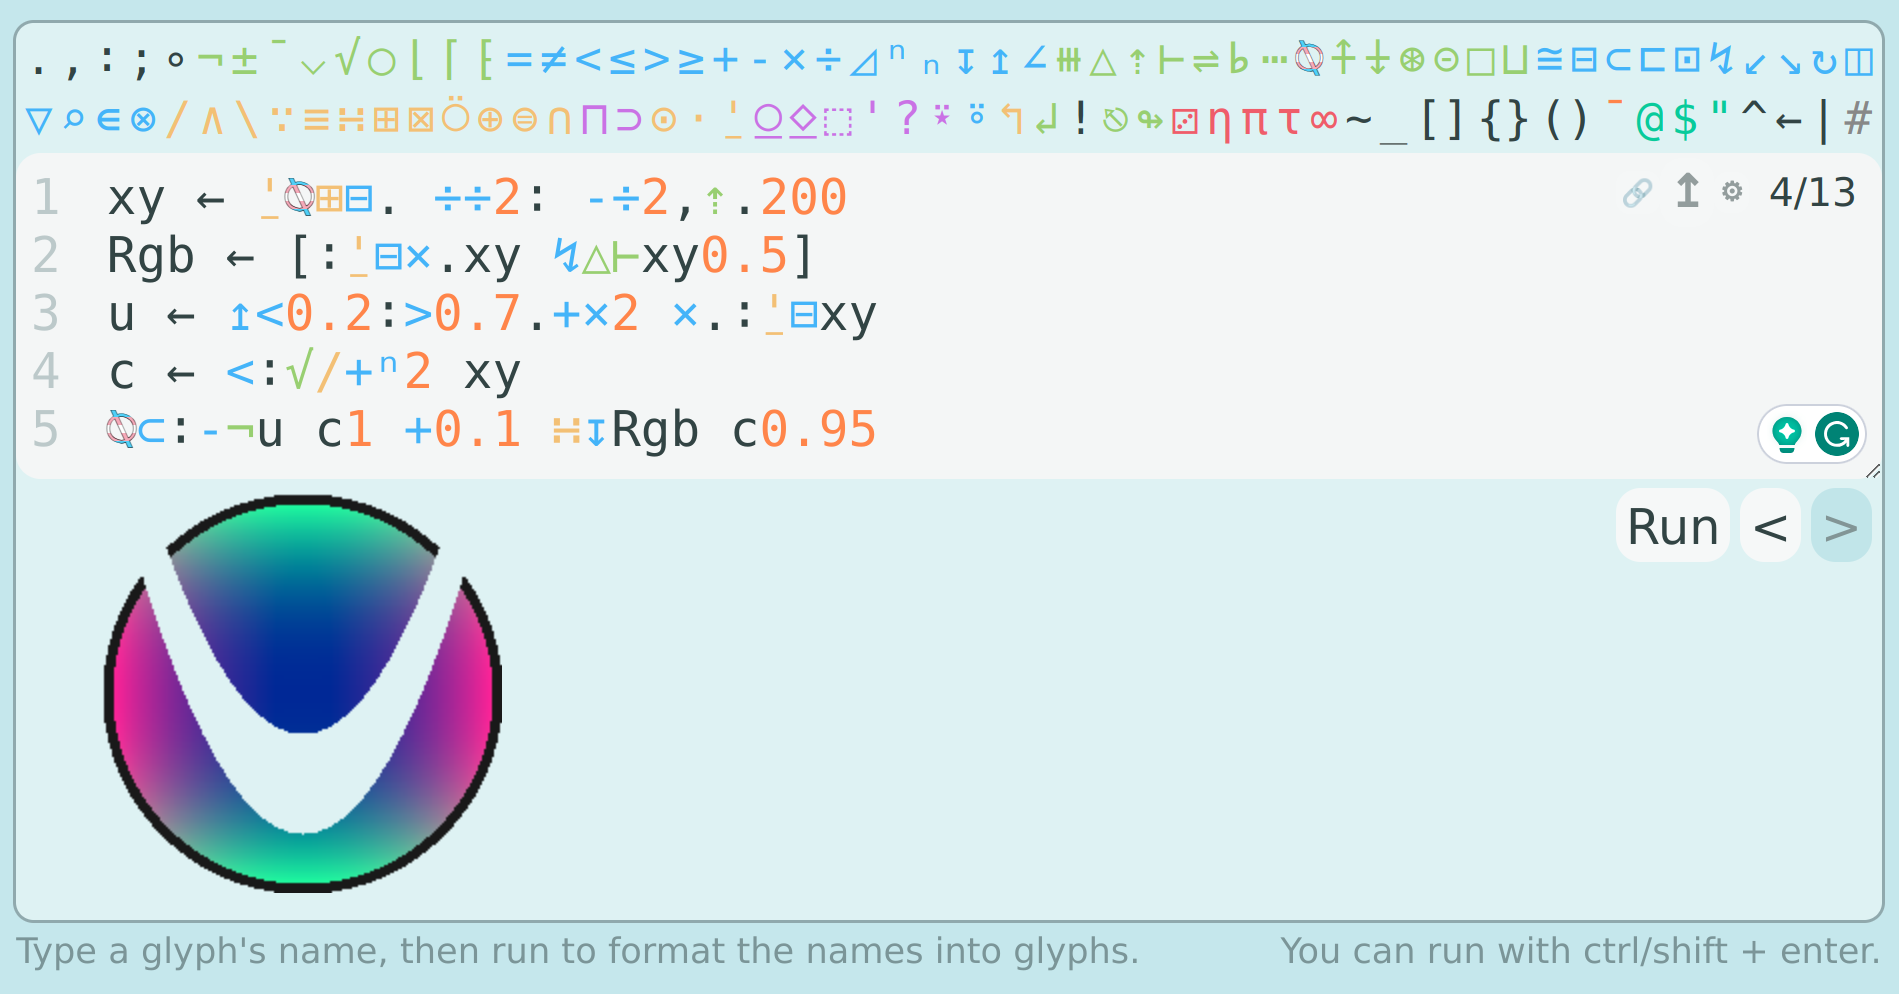 . , : ; ∘ ¬ ± ¯ ⌵ √ ○ ⌊ ⌈ ⁅ = ≠ < ≤ > ≥ + - × ÷ ◿ ⁿ ₙ ↧ ↥ ∠ ⧻ △ ⇡ ⊢ ⇌ ♭ ⋯ ⍉ ⍏ ⍖ ⊛ ⊝ □ ⊔ ≅ ⊟ ⊂ ⊏ ⊡ ↯ ↙ ↘ ↻ ◫
▽ ⌕ ∊ ⊗ / ∧ \ ∵ ≡ ∺ ⊞ ⊠ ⍥ ⊕ ⊜ ∩ ⊓ ⊃ ⊙ · ⍘ ⍜ ⍚ ⬚ ' ? ⍣ ⍤ ↰ ↲ ! ⎋ ↬ ⚂ η π τ ∞ ~ _ [] {} () ¯ @ $ " ^ ← | #
1 xy ← ⍘⍉⊞⊟. ÷÷2: -÷2,⇡.200
2 Rgb ← [:⍘⊟×.xy ↯△⊢xy0.5]
3 u ← ↥<0.2:>0.7.+×2 ×.:⍘⊟xy
4 c ← <:√/+ⁿ2 xy
5 ⍉⊂:-¬u c1 +0.1 ∺↧Rgb c0.95
4/13
Run < >
Type a glyph's name, then run to format the names into glyphs.
You can run with ctrl/shift + enter.